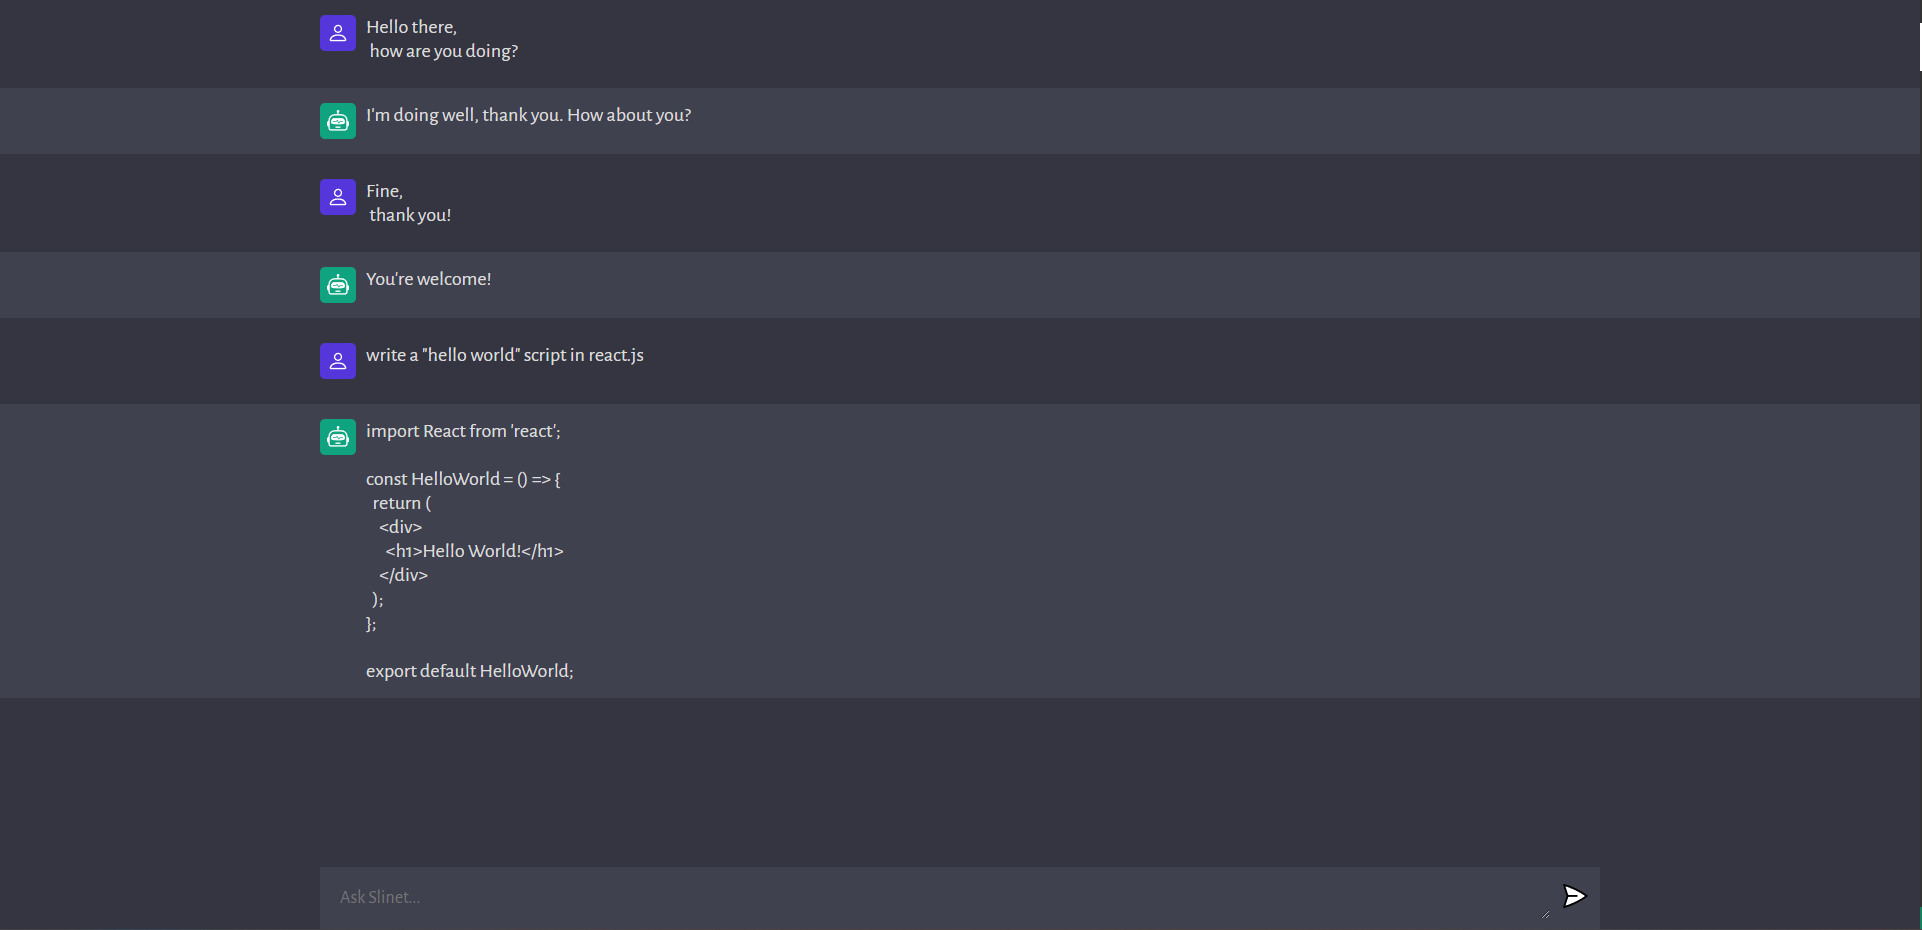 Hello there,
how are you doing?
I'm doing well, thank you. How about you?
Fine,
thank you!
You're welcome!
write a "hello world" script in react.js
import React from 'react';
const HelloWorld = () => {
return (
<div>
<h1>Hello World!</h1>
</div>
);
};
export default HelloWorld;
Ask Slinet...